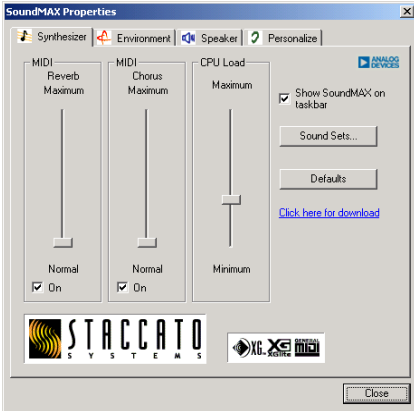 SoundMAX Properties
Synthesizer
Environment
Speaker
Personalize
MIDI
Reverb
Maximum
Normal
On
MIDI
Chorus
Maximum
Normal
On
CPU Load
Maximum
Minimum
ANALOG
DEVICES
Show SoundMAX on
taskbar
Sound Sets...
Defaults
Click here for download
STACCATO
SYSTEMS
XG XG GENERAL
XGlite MIDI
Close